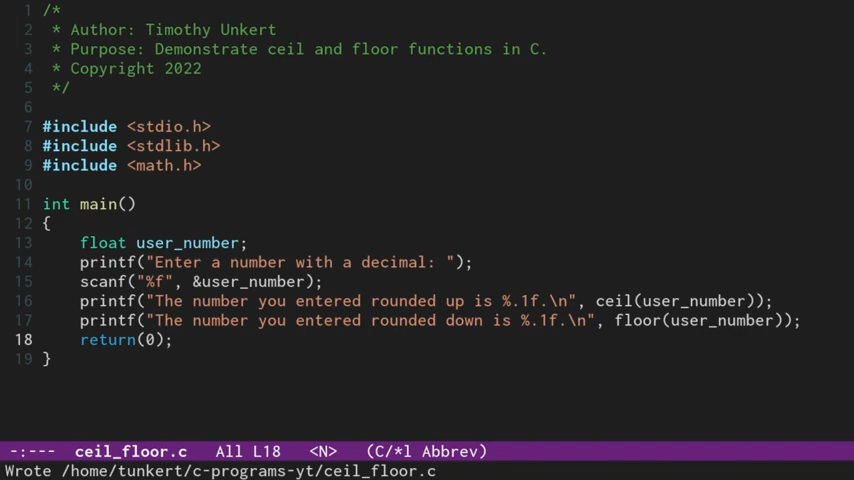 1 /*
2  * Author: Timothy Unkert
3  * Purpose: Demonstrate ceil and floor functions in C.
4  * Copyright 2022
5  */
6
7 #include <stdio.h>
8 #include <stdlib.h>
9 #include <math.h>
10
11 int main()
12 {
13     float user_number;
14     printf("Enter a number with a decimal: ");
15     scanf("%f", &user_number);
16     printf("The number you entered rounded up is %.1f.\n", ceil(user_number));
17     printf("The number you entered rounded down is %.1f.\n", floor(user_number));
18     return(0);
19 }
-:--- ceil_floor.c All L18 <N> (C/*l Abbrev)
Wrote /home/tunkert/c-programs-yt/ceil_floor.c